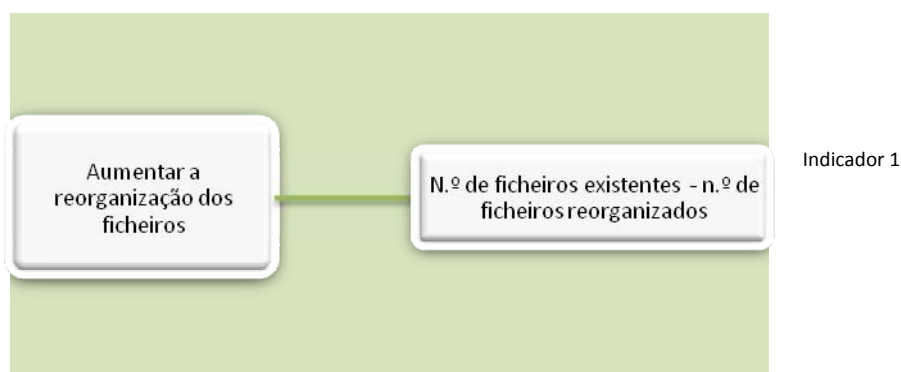 Aumentar a
reorganização dos
ficheiros
N.º de ficheiros existentes - n.º de
ficheiros reorganizados
Indicador 1